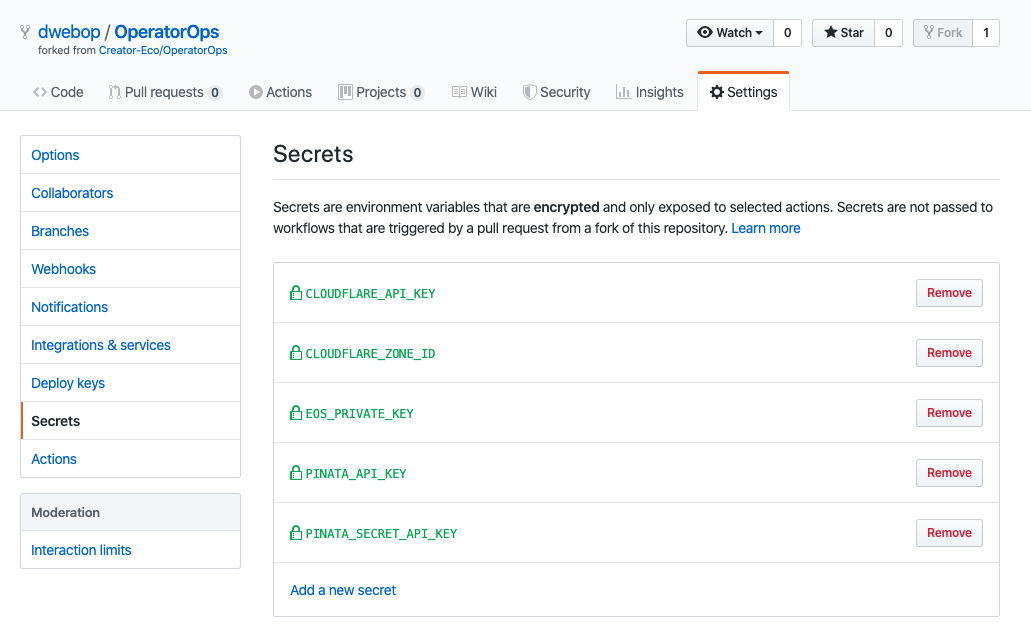 dwebop / OperatorOps
forked from Creator-Eco/OperatorOps
Watch 0 Star 0 Fork 1
Code Pull requests 0 Actions Projects 0 Wiki Security Insights Settings
Options
Collaborators
Branches
Webhooks
Notifications
Integrations & services
Deploy keys
Secrets
Actions
Moderation
Interaction limits
Secrets
Secrets are environment variables that are encrypted and only exposed to selected actions. Secrets are not passed to
workflows that are triggered by a pull request from a fork of this repository. Learn more
CLOUDFLARE_API_KEY Remove
CLOUDFLARE_ZONE_ID Remove
EOS_PRIVATE_KEY Remove
PINATA_API_KEY Remove
PINATA_SECRET_API_KEY Remove
Add a new secret